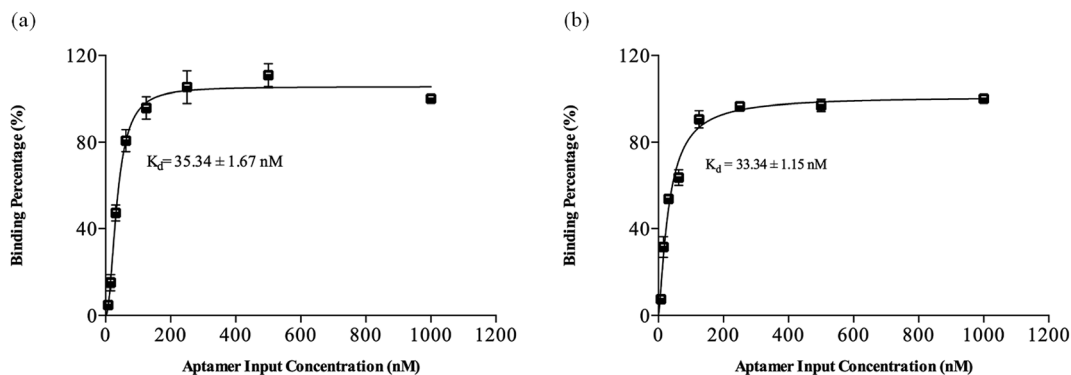 (a)
120
80
40
0
Binding Percentage (%)
K_d= 35.34 ± 1.67 nM
0 200 400 600 800 1000 1200
Aptamer Input Concentration (nM)
(b)
120
80
40
0
Binding Percentage (%)
K_d = 33.34 ± 1.15 nM
0 200 400 600 800 1000 1200
Aptamer Input Concentration (nM)